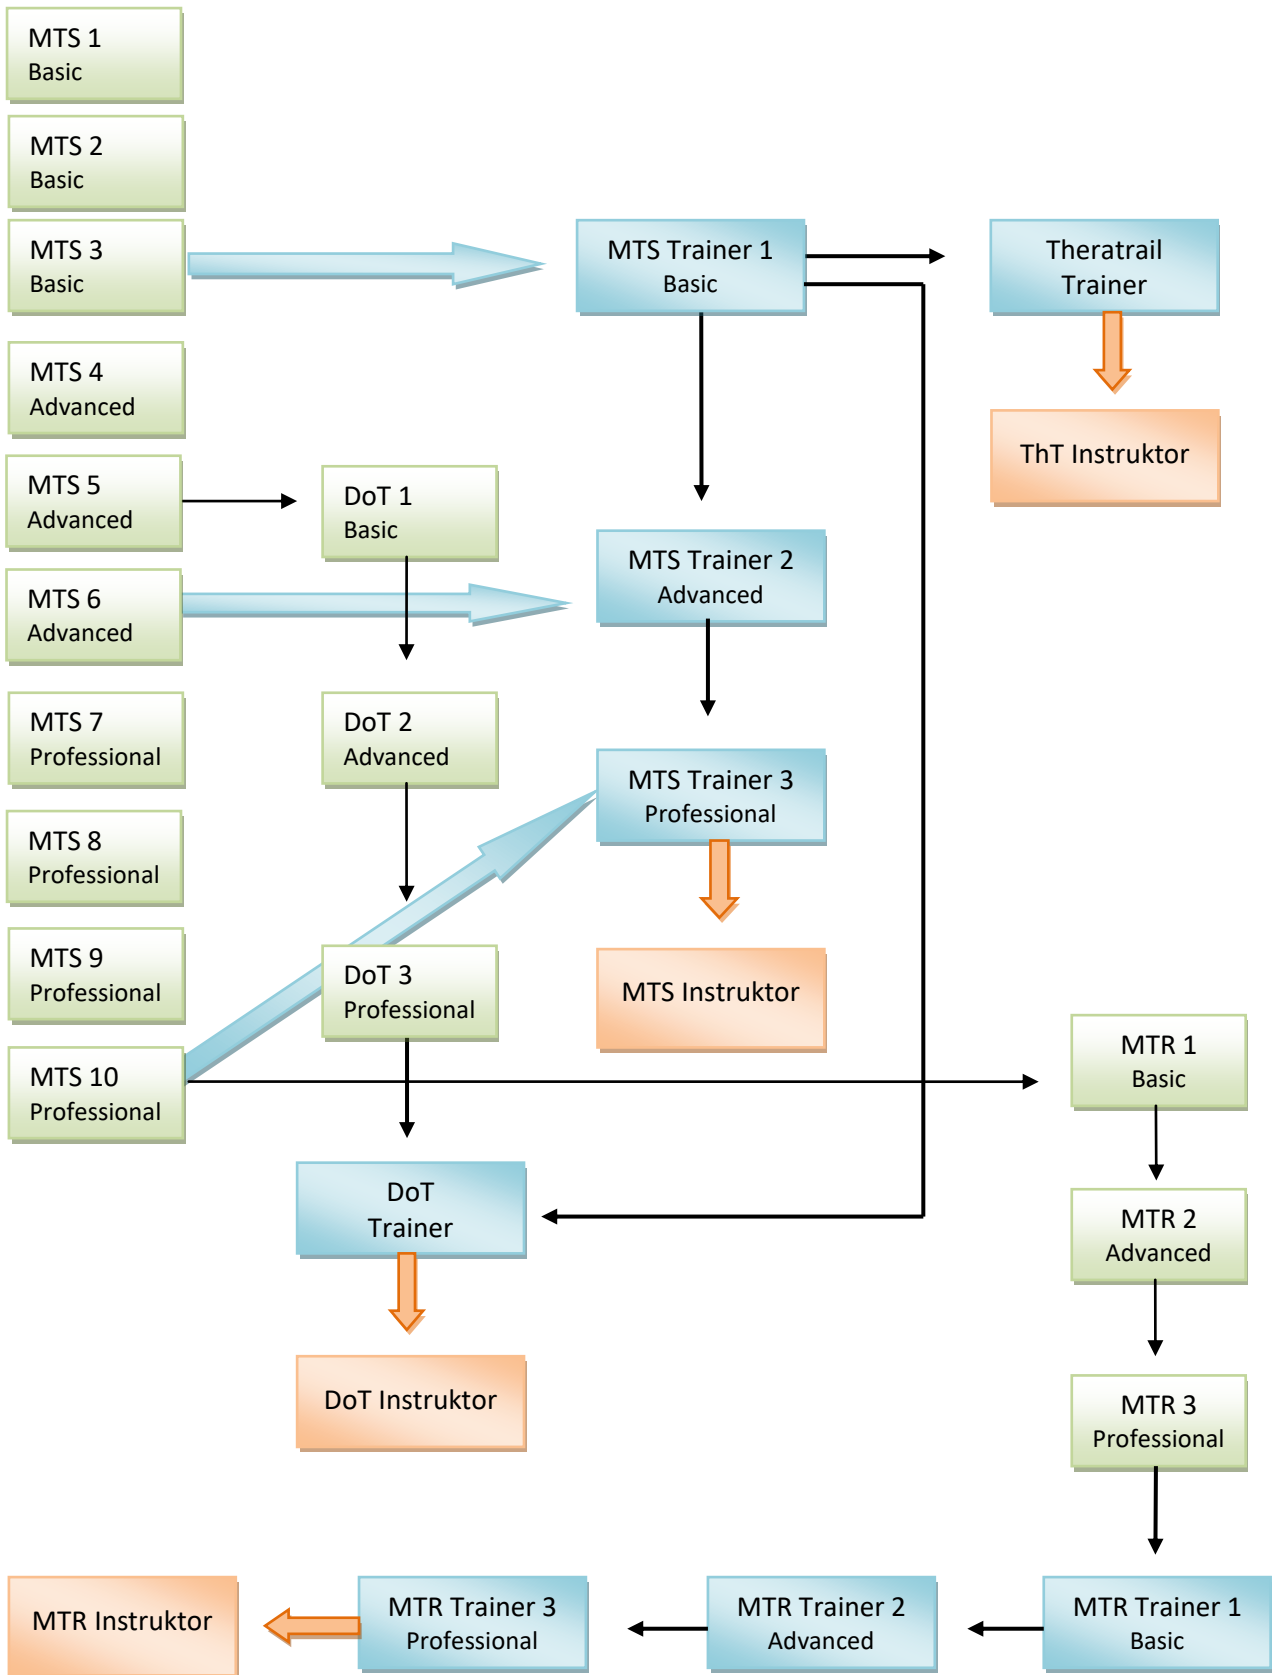 MTS 1
Basic
MTS 2
Basic
MTS 3
Basic
MTS Trainer 1
Basic
Theratrail
Trainer
MTS 4
Advanced
ThT Instruktor
MTS 5
Advanced
DoT 1
Basic
MTS Trainer 2
Advanced
MTS 6
Advanced
MTS 7
Professional
DoT 2
Advanced
MTS Trainer 3
Professional
MTS 8
Professional
MTS 9
Professional
DoT 3
Professional
MTS Instruktor
MTR 1
Basic
MTS 10
Professional
DoT
Trainer
MTR 2
Advanced
DoT Instruktor
MTR 3
Professional
MTR Instruktor
MTR Trainer 3
Professional
MTR Trainer 2
Advanced
MTR Trainer 1
Basic